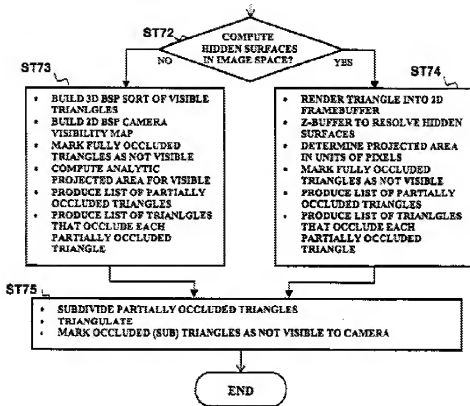 ST72
COMPUTE
HIDDEN SURFACES
IN IMAGE SPACE?
NO
YES
ST73
• BUILD 3D BSP SORT OF VISIBLE
TRIANLGLES
• BUILD 2D BSP CAMERA
VISIBILITY MAP
• MARK FULLY OCCLUDED
TRIANGLES AS NOT VISIBLE
• COMPUTE ANALYTIC
PROJECTED AREA FOR VISIBLE
• PRODUCE LIST OF PARTIALLY
OCCLUDED TRIANGLES
• PRODUCE LIST OF TRIANLGLES
THAT OCCLUDE EACH
PARTIALLY OCCLUDED
TRIANGLE
ST74
• RENDER TRIANGLE INTO 2D
FRAMEBUFFER
• Z-BUFFER TO RESOLVE HIDDEN
SURFACES
• DETERMINE PROJECTED AREA
IN UNITS OF PIXELS
• MARK FULLY OCCLUDED
TRIANGLES AS NOT VISIBLE
• PRODUCE LIST OF PARTIALLY
OCCLUDED TRIANGLES
• PRODUCE LIST OF TRIANLGLES
THAT OCCLUDE EACH
PARTIALLY OCCLUDED
TRIANGLE
ST75
• SUBDIVIDE PARTIALLY OCCLUDED TRIANGLES
• TRIANGULATE
• MARK OCCLUDED (SUB) TRIANGLES AS NOT VISIBLE TO CAMERA
END